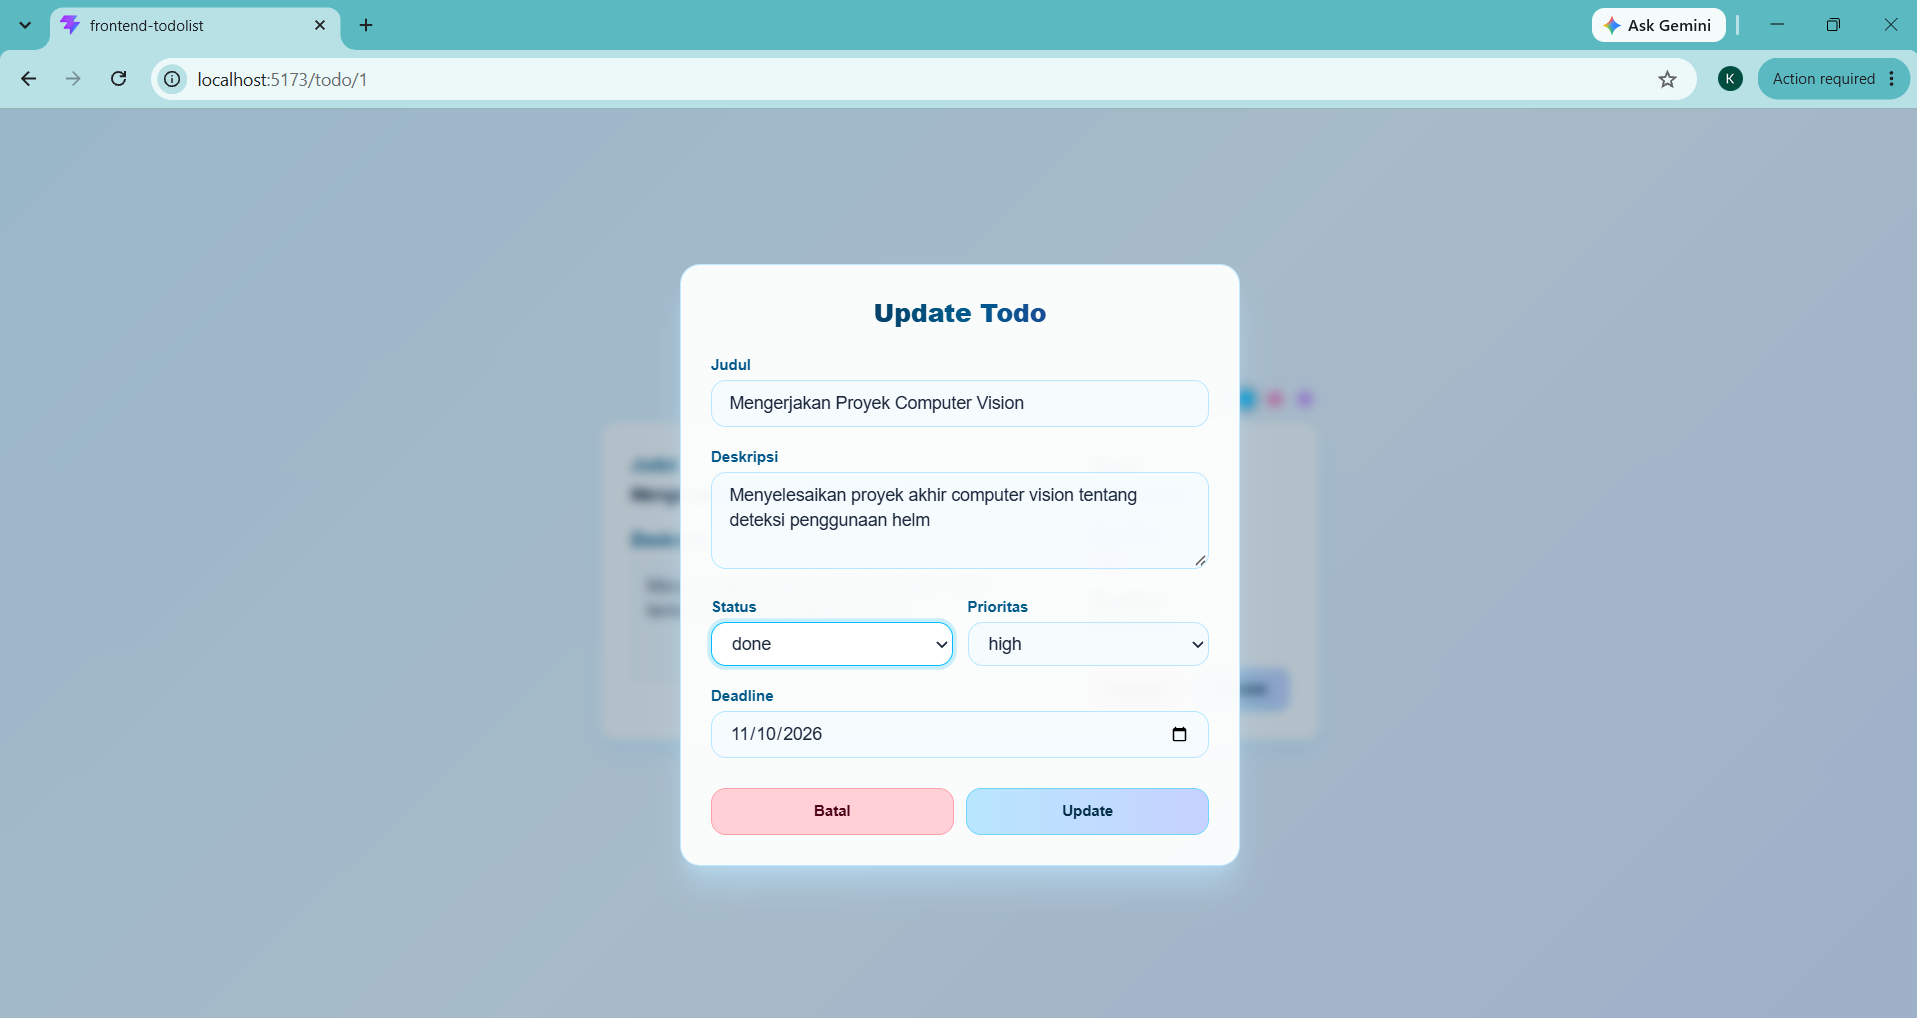 frontend-todolist
Ask Gemini
localhost:5173/todo/1
K
Action required
Update Todo
Judul
Mengerjakan Proyek Computer Vision
Deskripsi
Menyelesaikan proyek akhir computer vision tentang
deteksi penggunaan helm
Status
Prioritas
done
high
Deadline
11/10/2026
Batal
Update